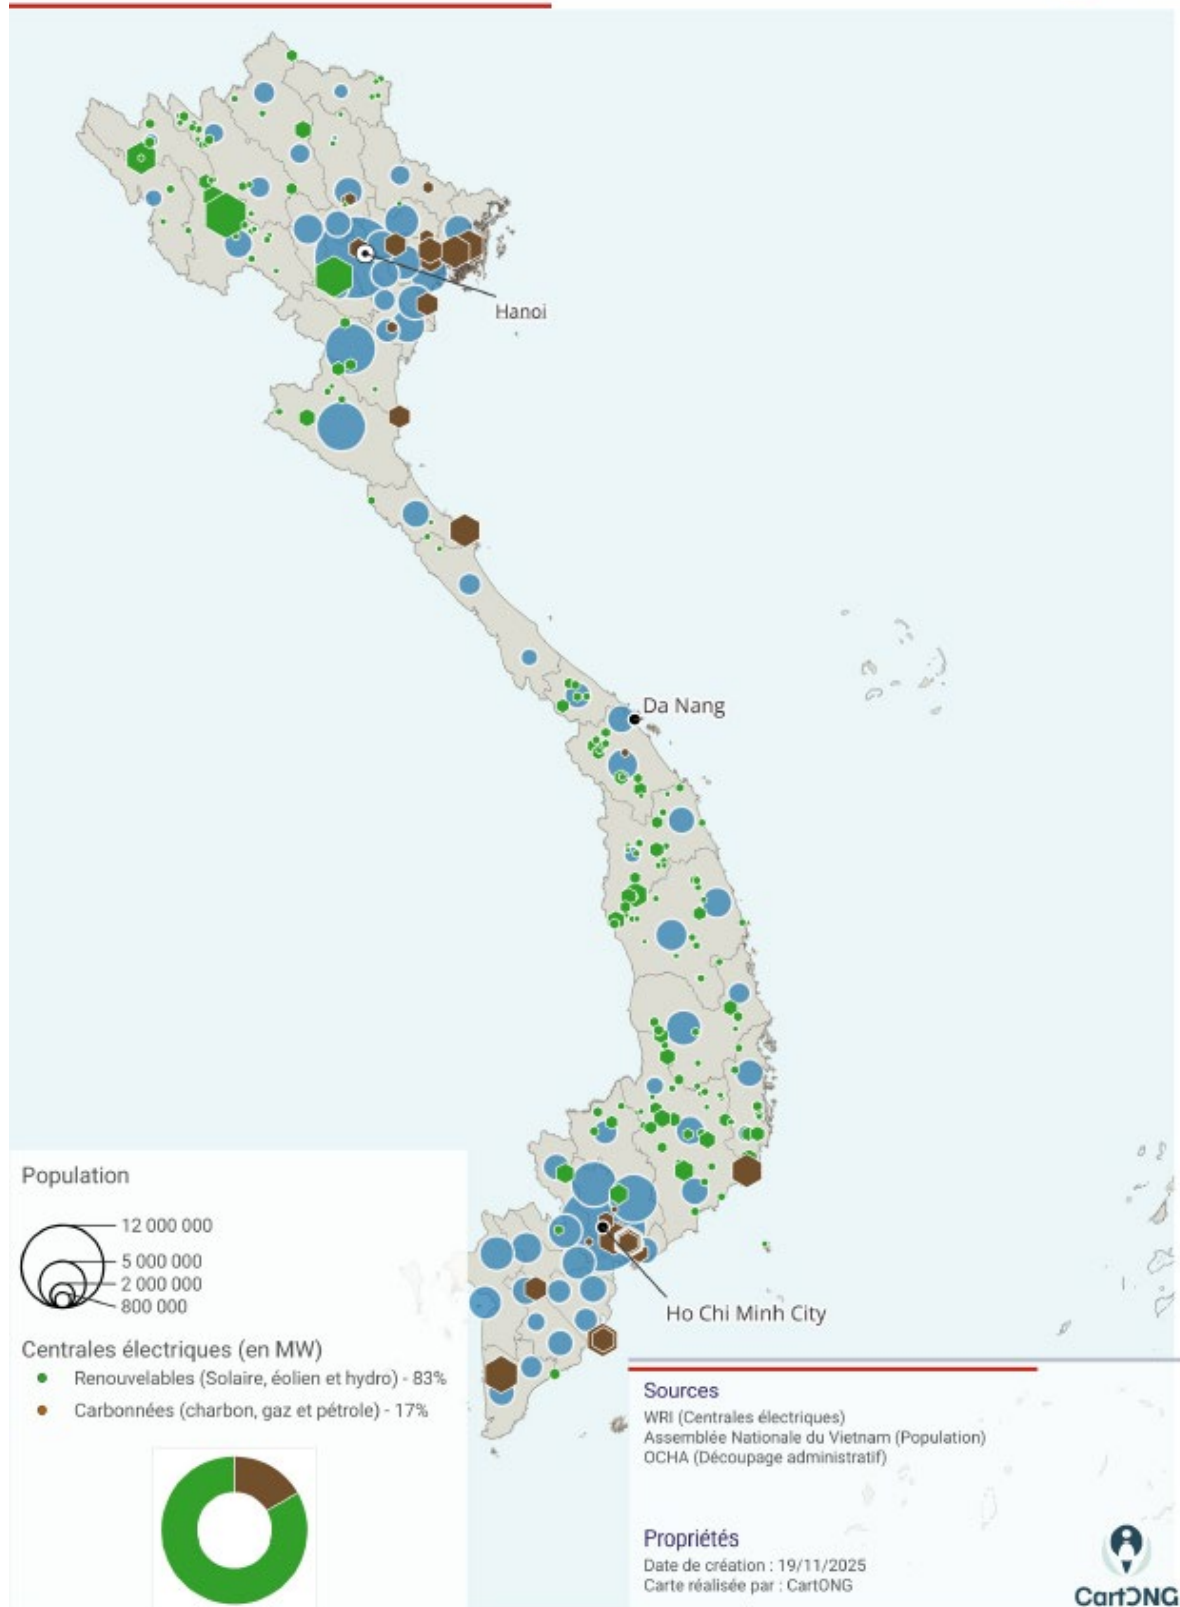 Hanoi
Da Nang
Ho Chi Minh City
Population
12 000 000
5 000 000
2 000 000
800 000
Centrales électriques (en MW)
Renouvelables (Solaire, éolien et hydro) - 83%
Carbonnées (charbon, gaz et pétrole) - 17%
Sources
WRI (Centrales électriques)
Assemblée Nationale du Vietnam (Population)
OCHA (Découpage administratif)
Propriétés
Date de création : 19/11/2025
Carte réalisée par : CartONG
CartONG